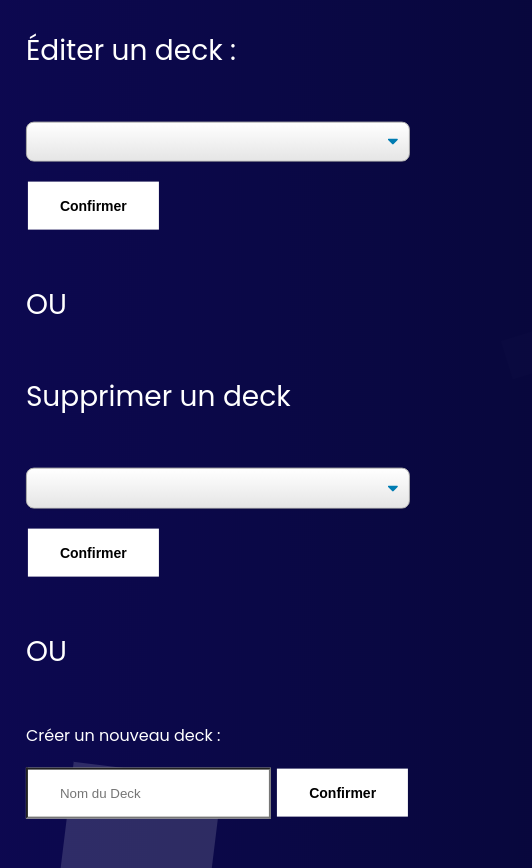 Éditer un deck :
Confirmer
OU
Supprimer un deck
Confirmer
OU
Créer un nouveau deck :
Nom du Deck Confirmer